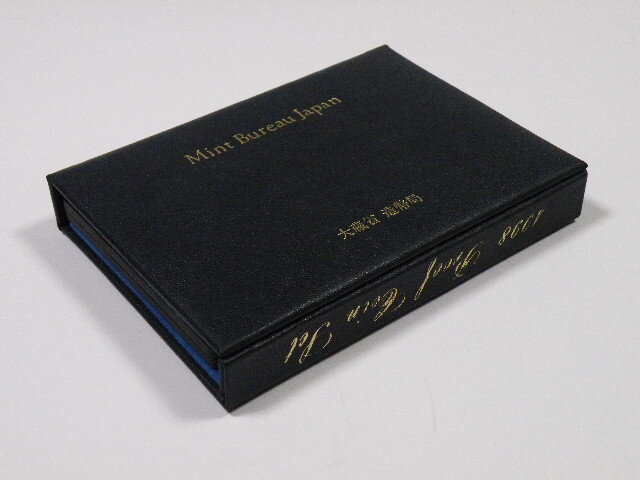 Mint Bureau Japan
大蔵省 造幣局
1998 Proof Coin Set